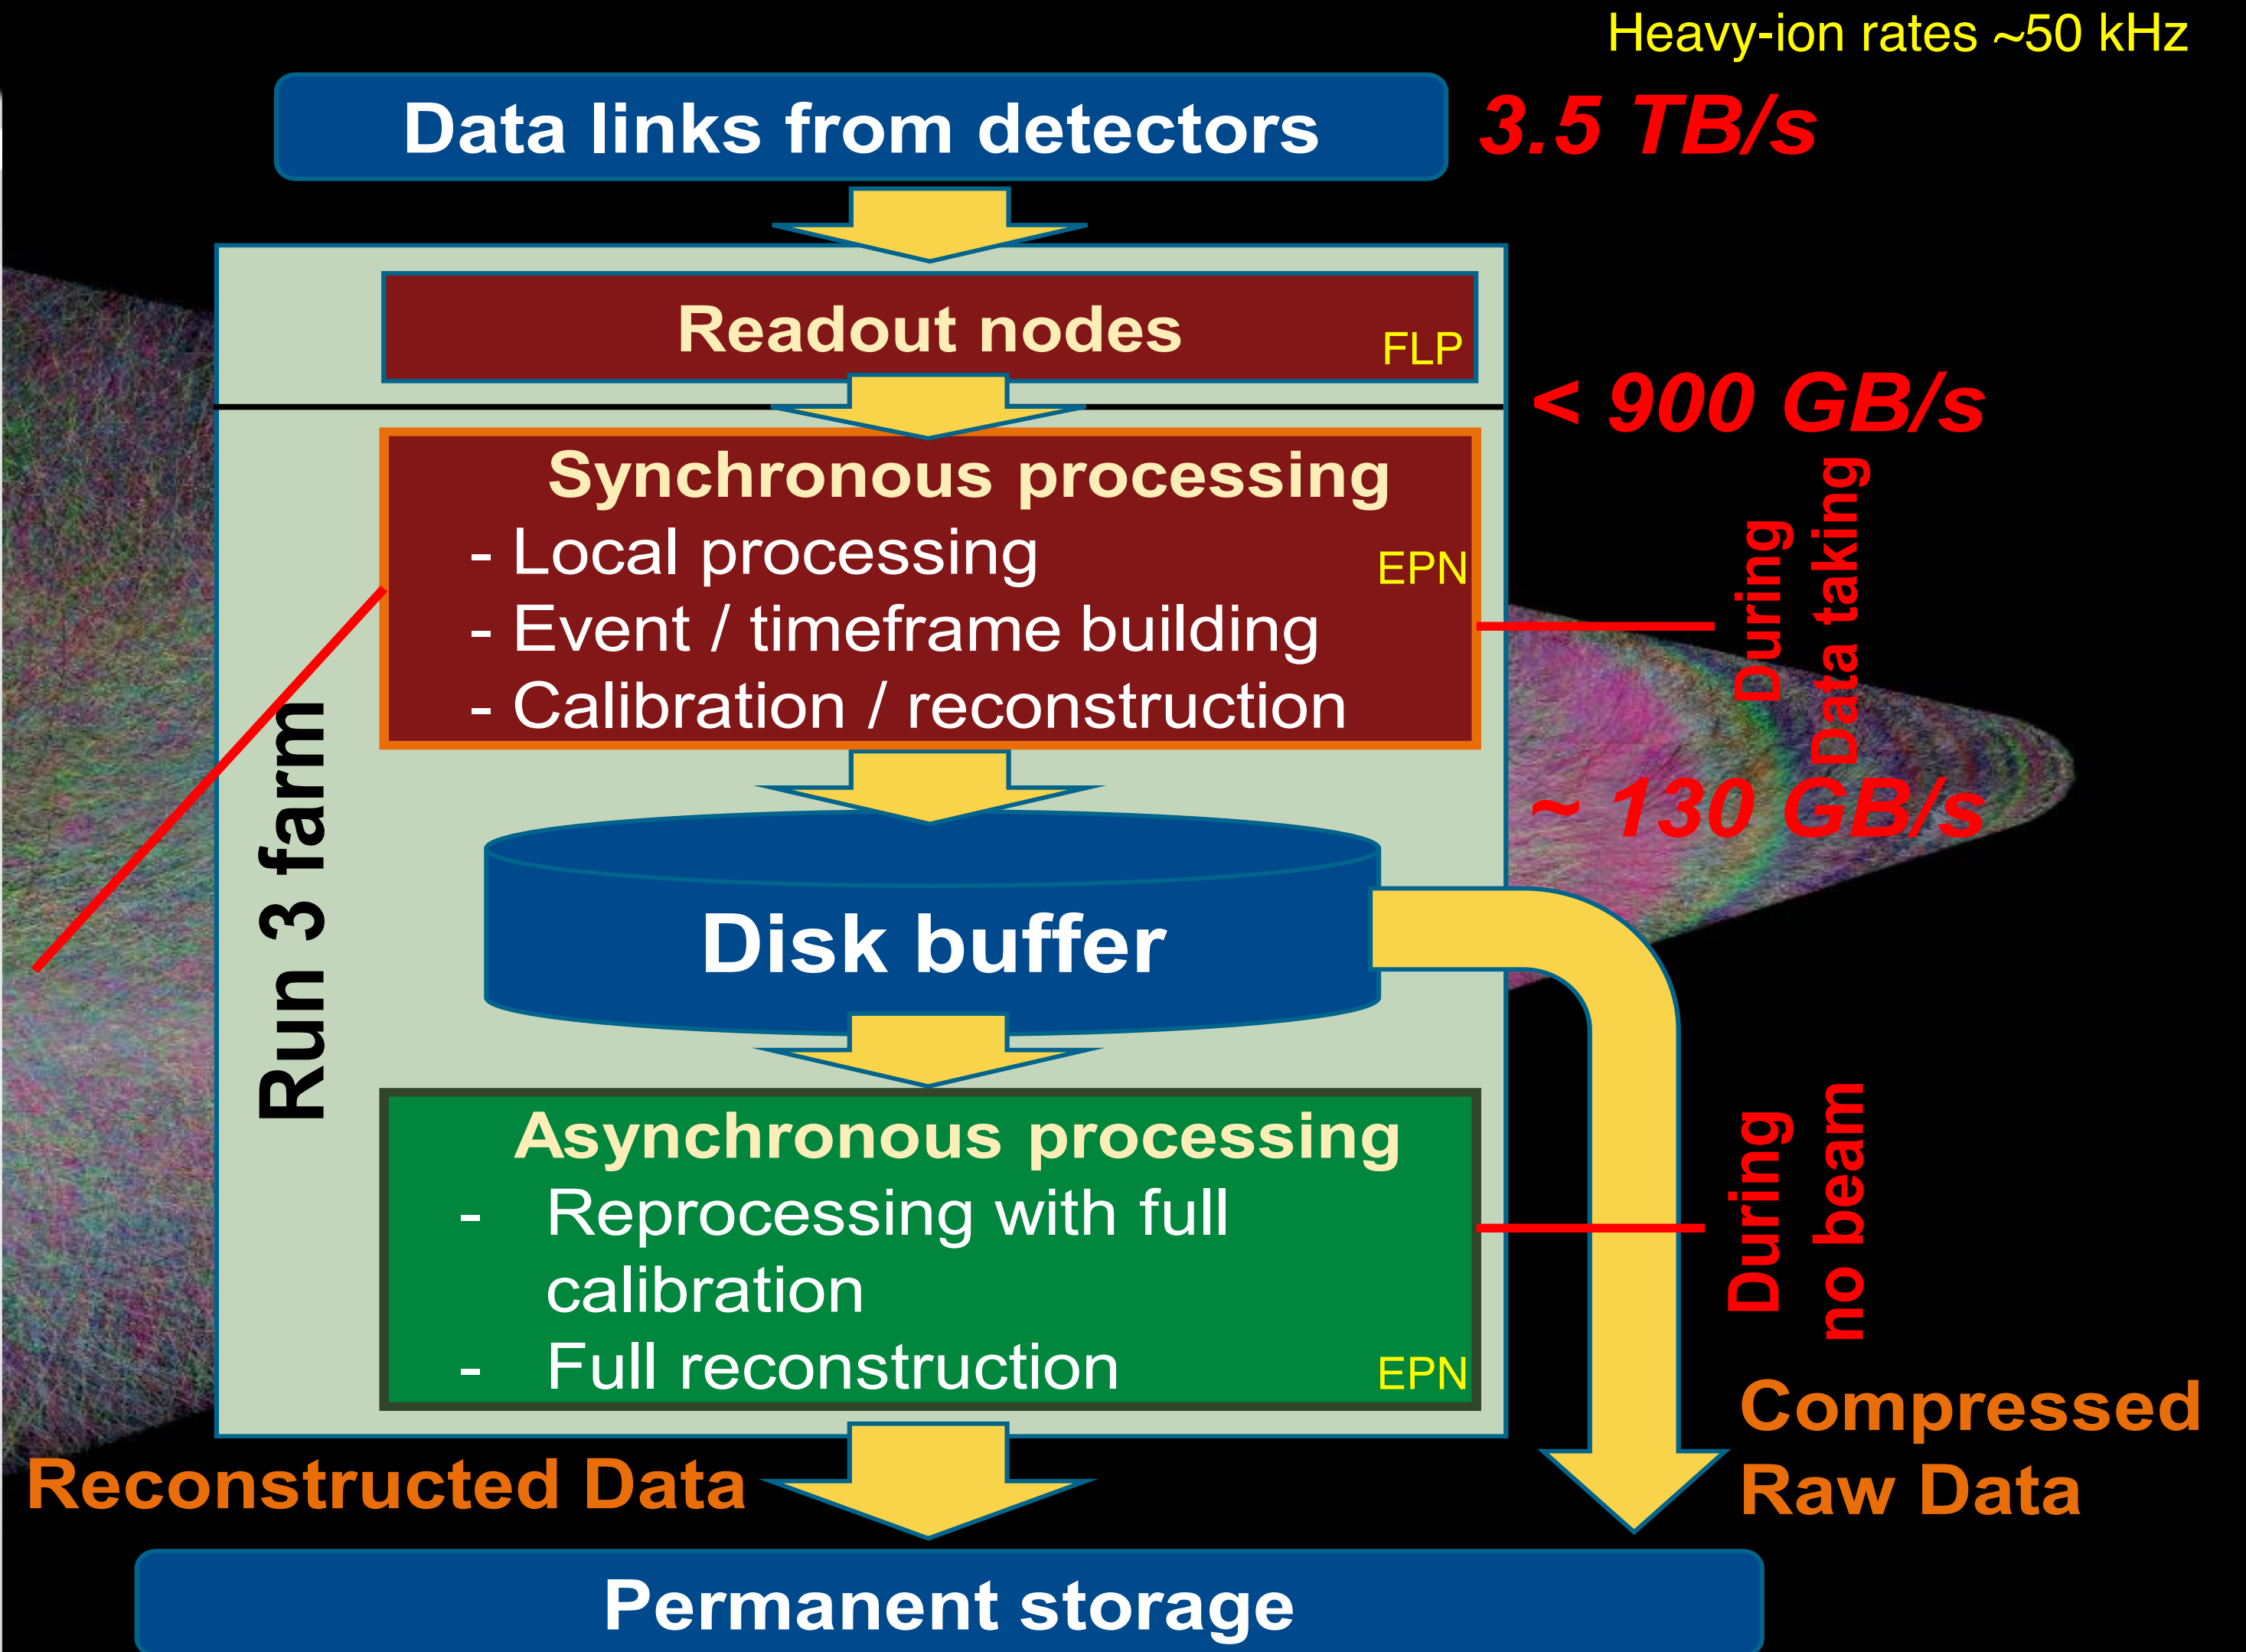 Heavy-ion rates ~50 kHz
Data links from detectors
3.5 TB/s
Readout nodes
FLP
< 900 GB/s
Synchronous processing
- Local processing
EPN
- Event / timeframe building
- Calibration / reconstruction
During
Data taking
~ 130 GB/s
Run 3 farm
Disk buffer
Asynchronous processing
- Reprocessing with full
calibration
- Full reconstruction
EPN
During
no beam
Compressed
Raw Data
Reconstructed Data
Permanent storage